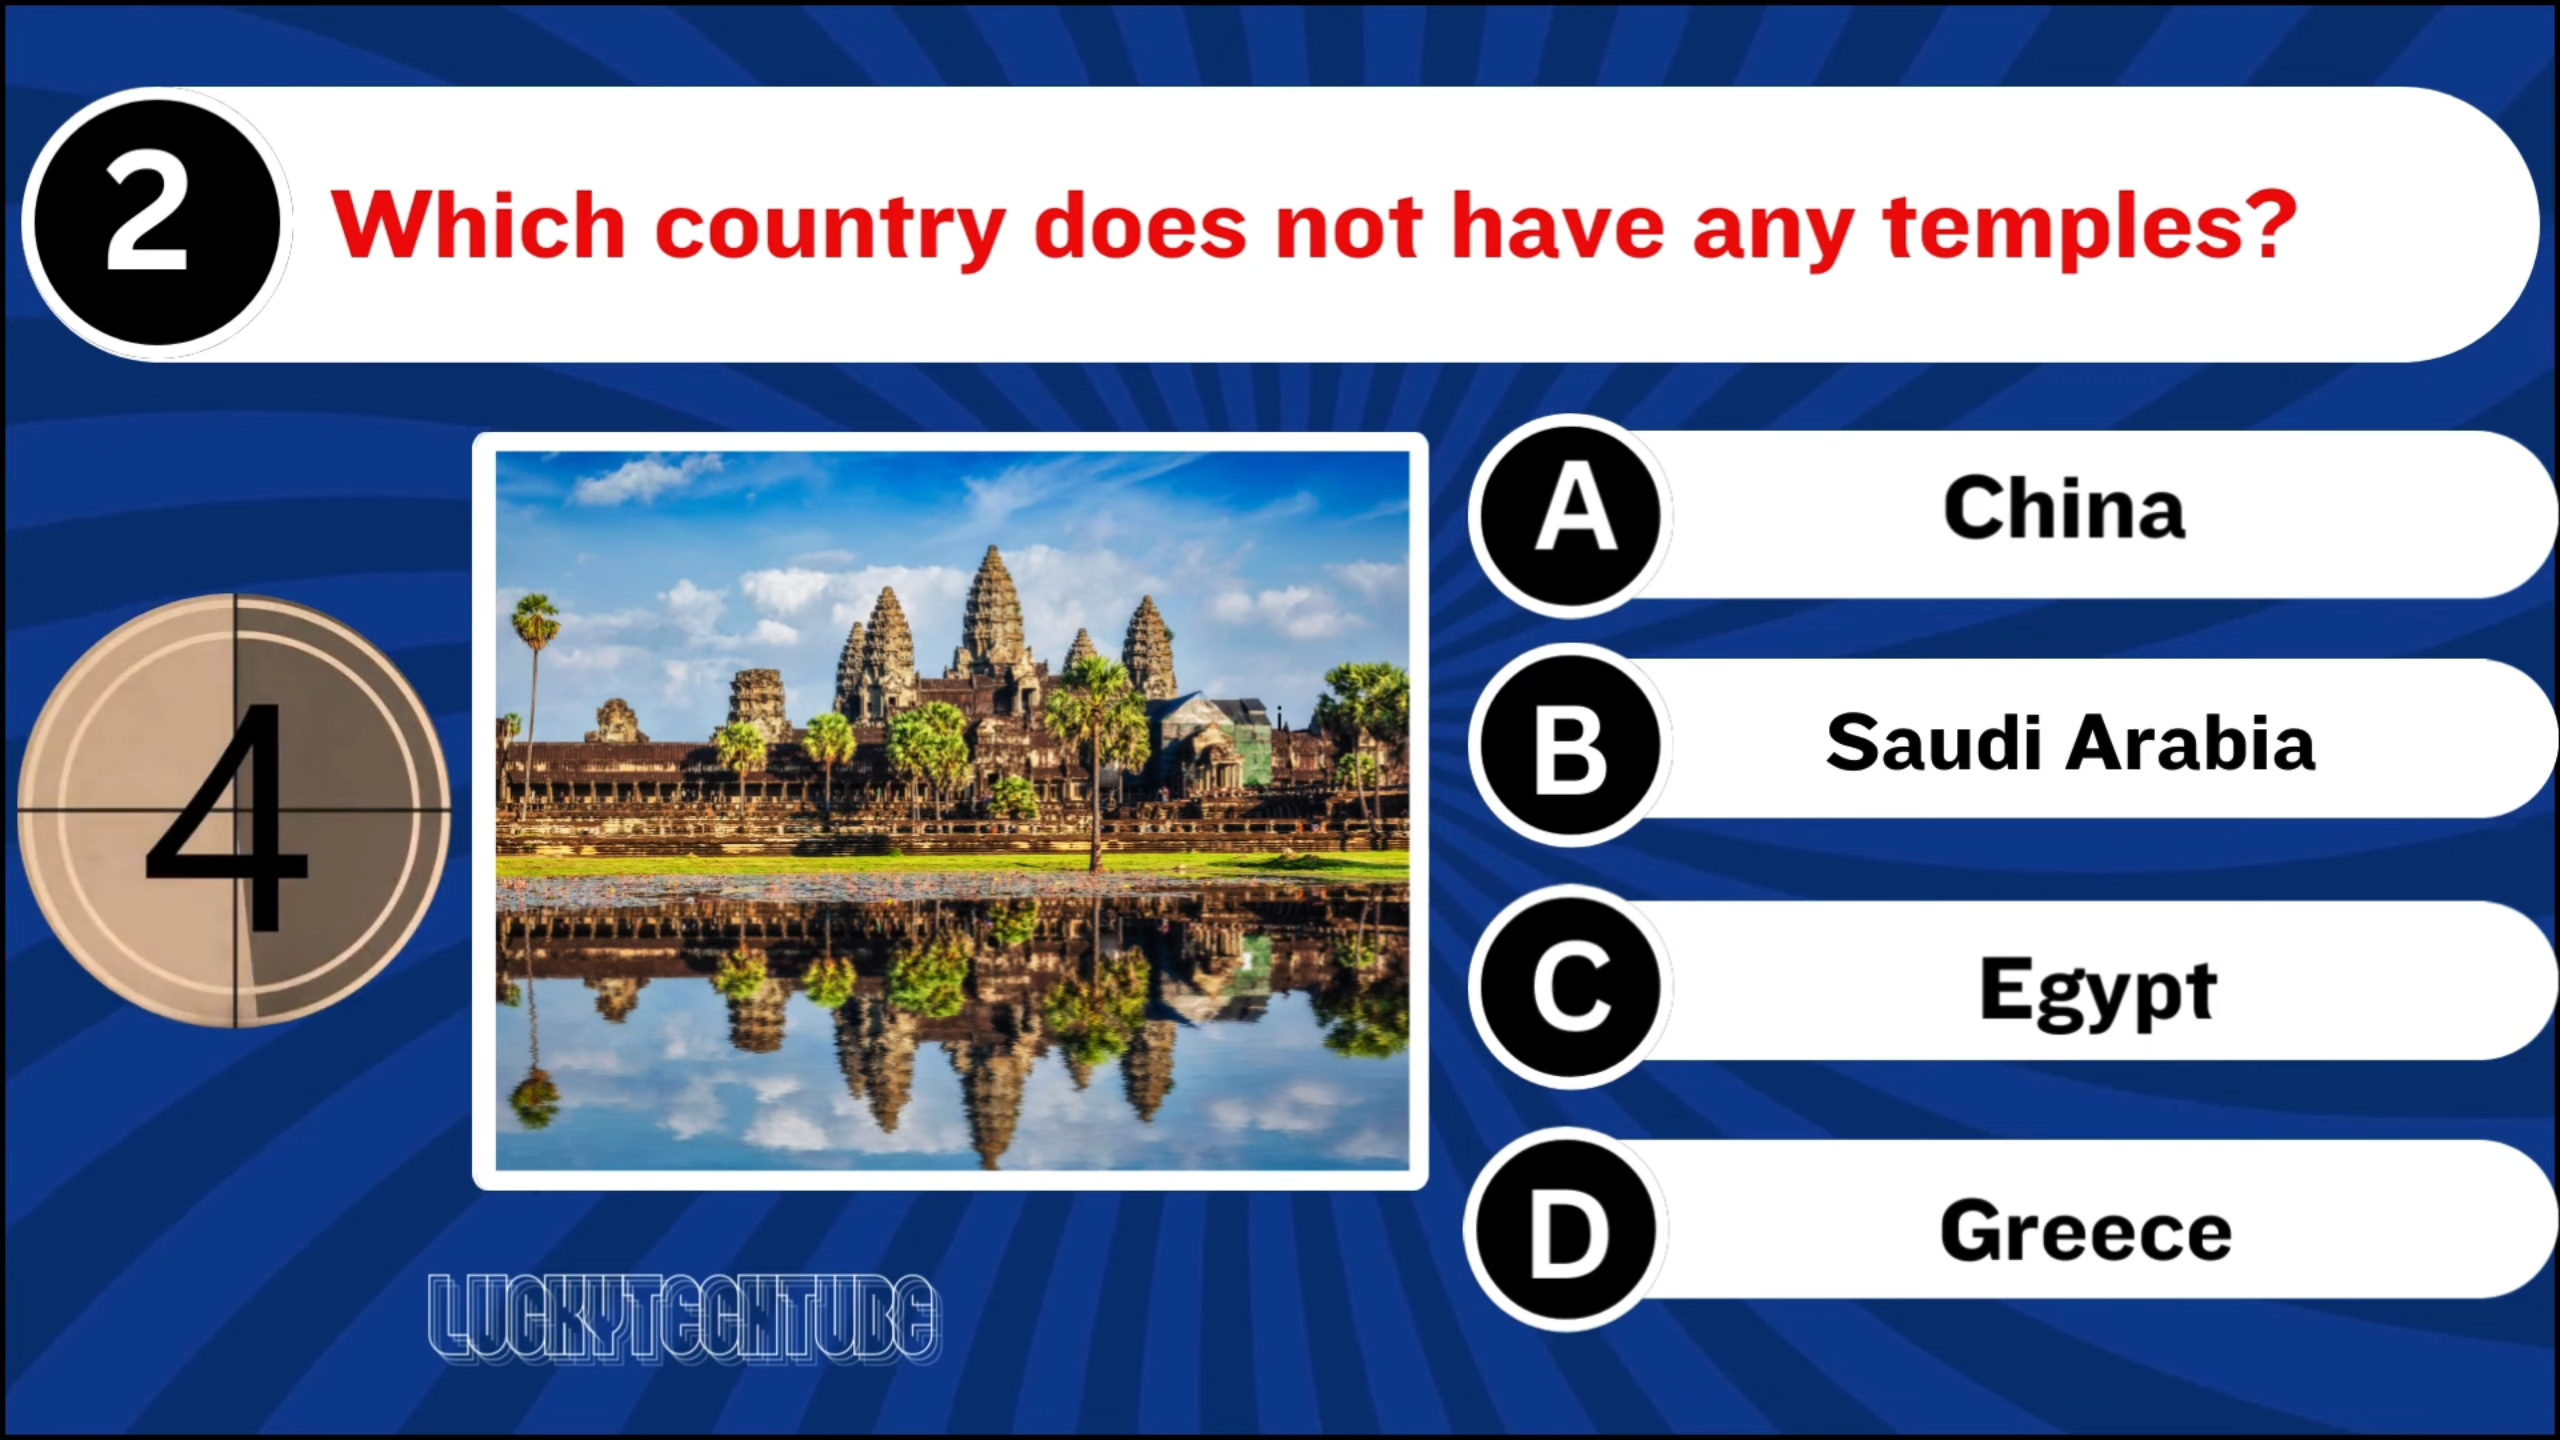 2
Which country does not have any temples?
4
A
China
B
Saudi Arabia
C
Egypt
D
Greece
LUCKYTECHTUBE